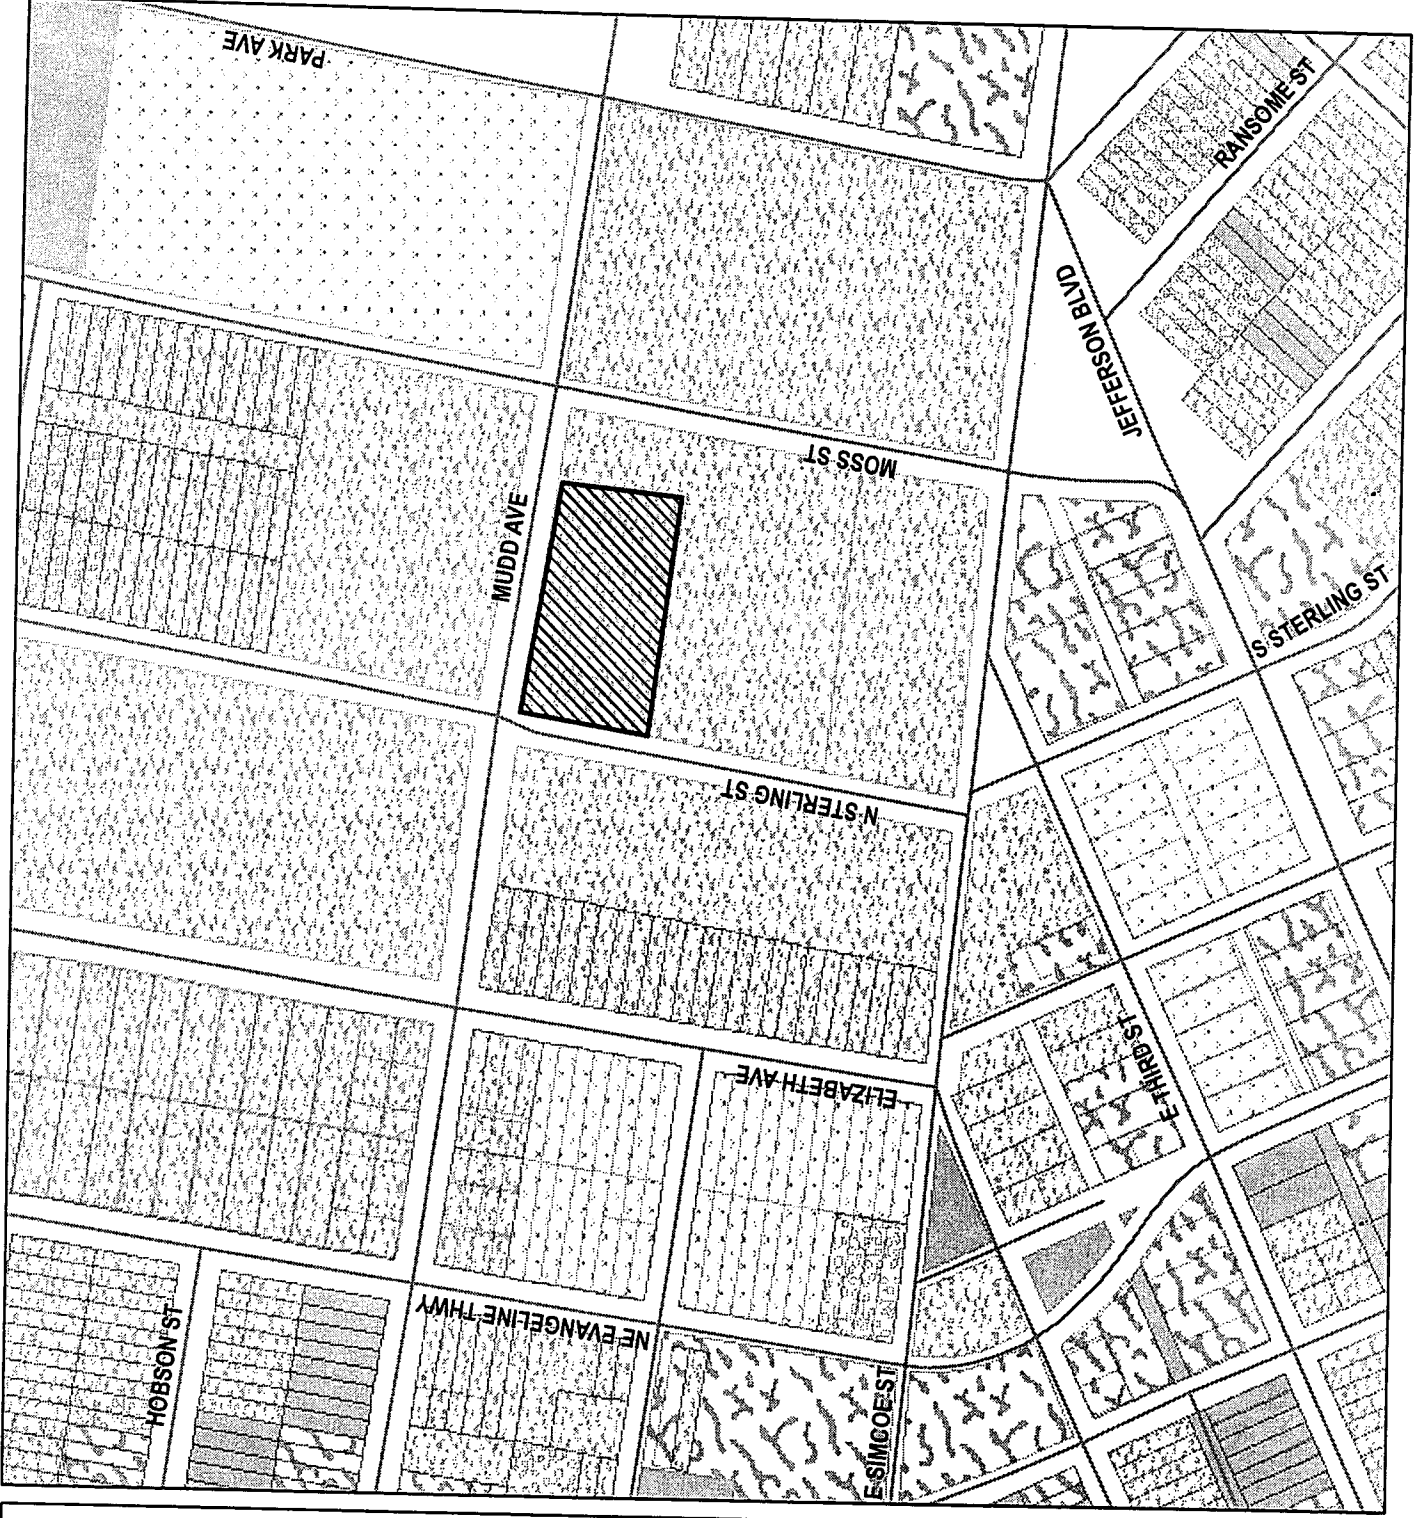 PARK AVE
RANSOME ST
JEFFERSON BLVD
MOSS ST
MUDD AVE
S STERLING ST
N STERLING ST
ELIZABETH AVE
E THIRD ST
NE EVANGELINE THWY
HOBSON ST
E SIMCOE ST